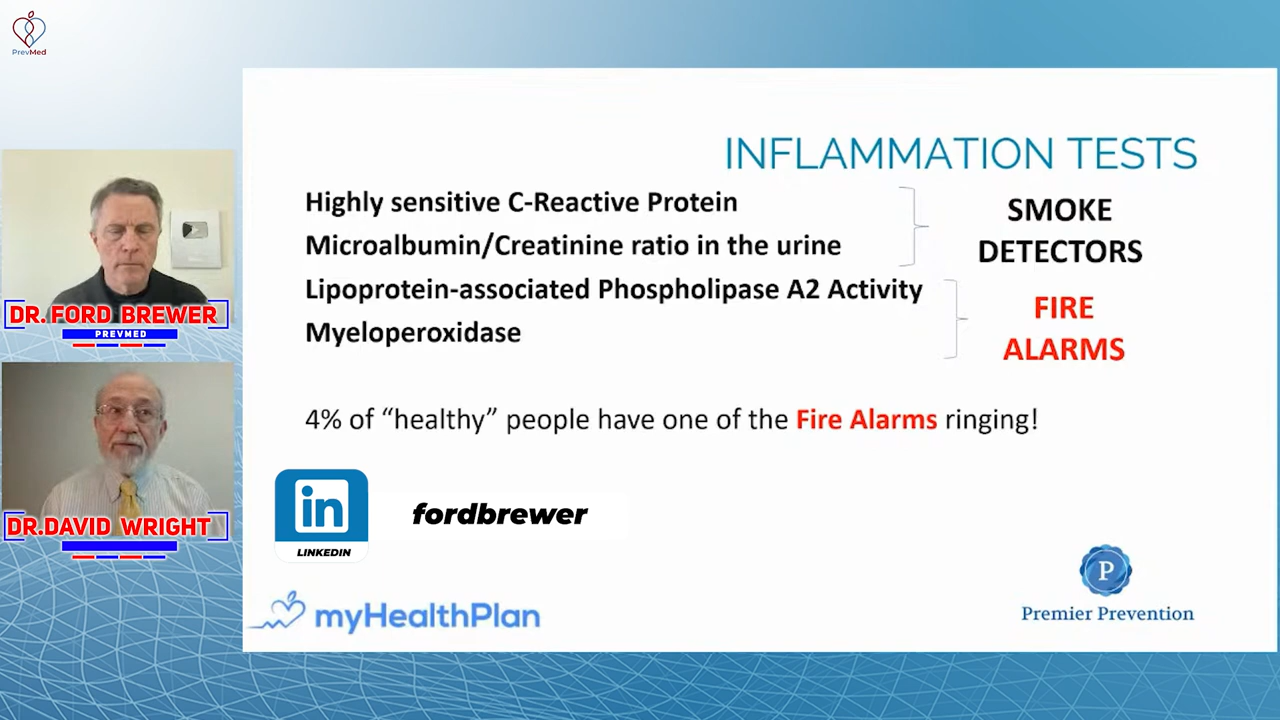 PrevMed
INFLAMMATION TESTS
Highly sensitive C-Reactive Protein
Microalbumin/Creatinine ratio in the urine
SMOKE
DETECTORS
Lipoprotein-associated Phospholipase A2 Activity
Myeloperoxidase
FIRE
ALARMS
4% of “healthy” people have one of the Fire Alarms ringing!
DR. FORD BREWER
PREVMED
DR.DAVID WRIGHT
in
LINKEDIN
fordbrewer
myHealthPlan
P
Premier Prevention